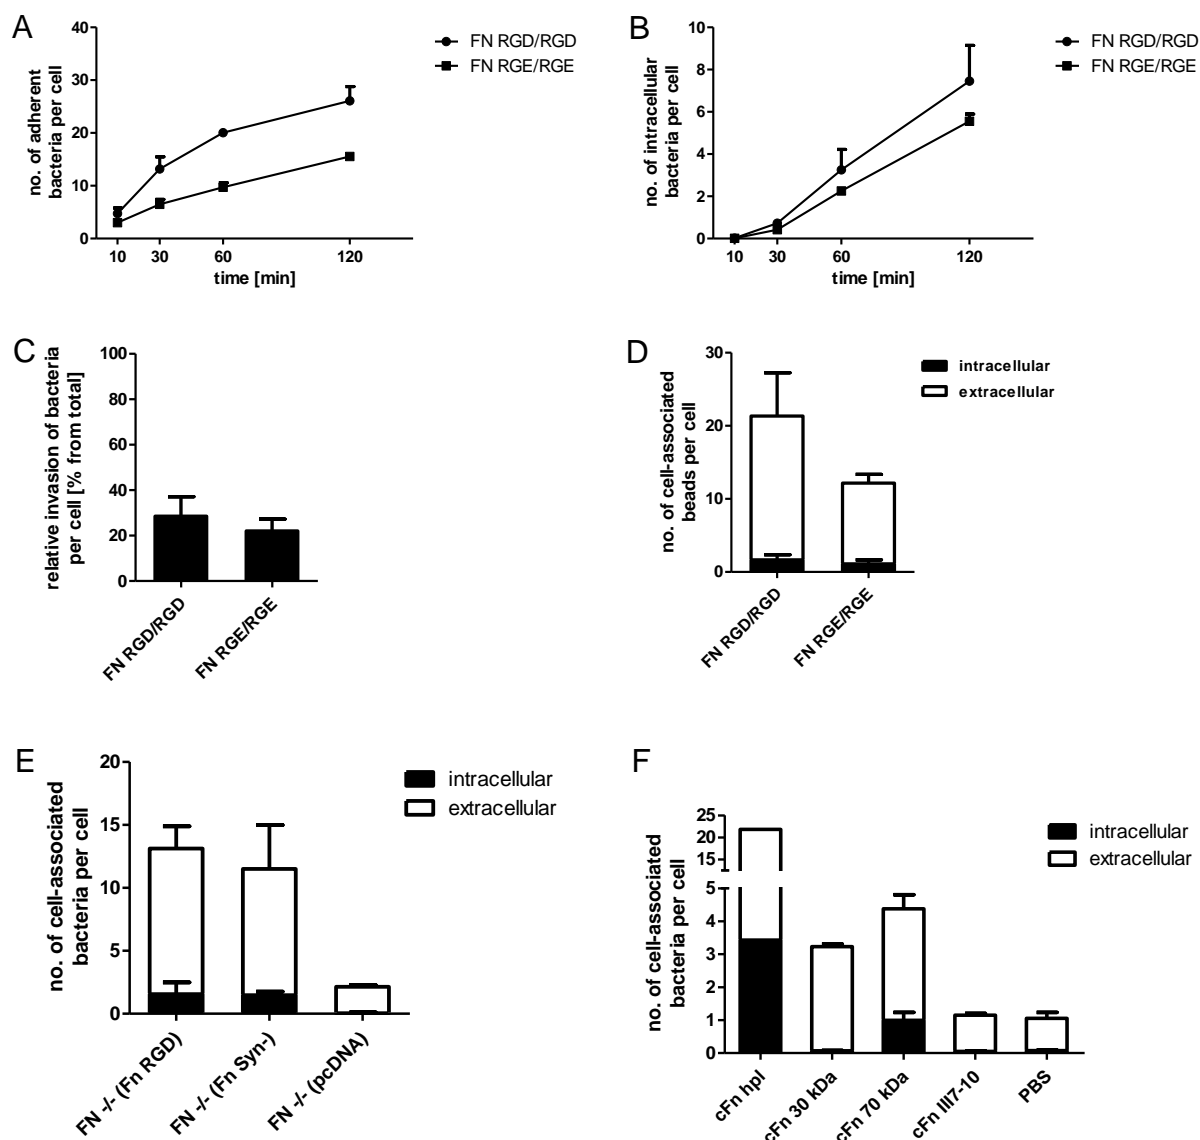 A
no. of adherent
bacteria per cell
40
30
20
10
0
10 30 60 120
time [min]
FN RGD/RGD
FN RGE/RGE
B
no. of intracellular
bacteria per cell
10
8
6
4
2
0
10 30 60 120
time [min]
FN RGD/RGD
FN RGE/RGE
C
relative invasion of bacteria
per cell [% from total]
100
80
60
40
20
0
FN RGD/RGD
FN RGE/RGE
D
no. of cell-associated
beads per cell
30
20
10
0
FN RGD/RGD
FN RGE/RGE
intracellular
extracellular
E
no. of cell-associated
bacteria per cell
20
15
10
5
0
FN -/- (Fn RGD)
FN -/- (Fn Syn-)
FN -/- (pcDNA)
intracellular
extracellular
F
no. of cell-associated
bacteria per cell
25
20
15
5
4
3
2
1
0
cFn hpl
cFn 30 kDa
cFn 70 kDa
cFn III7-10
PBS
intracellular
extracellular